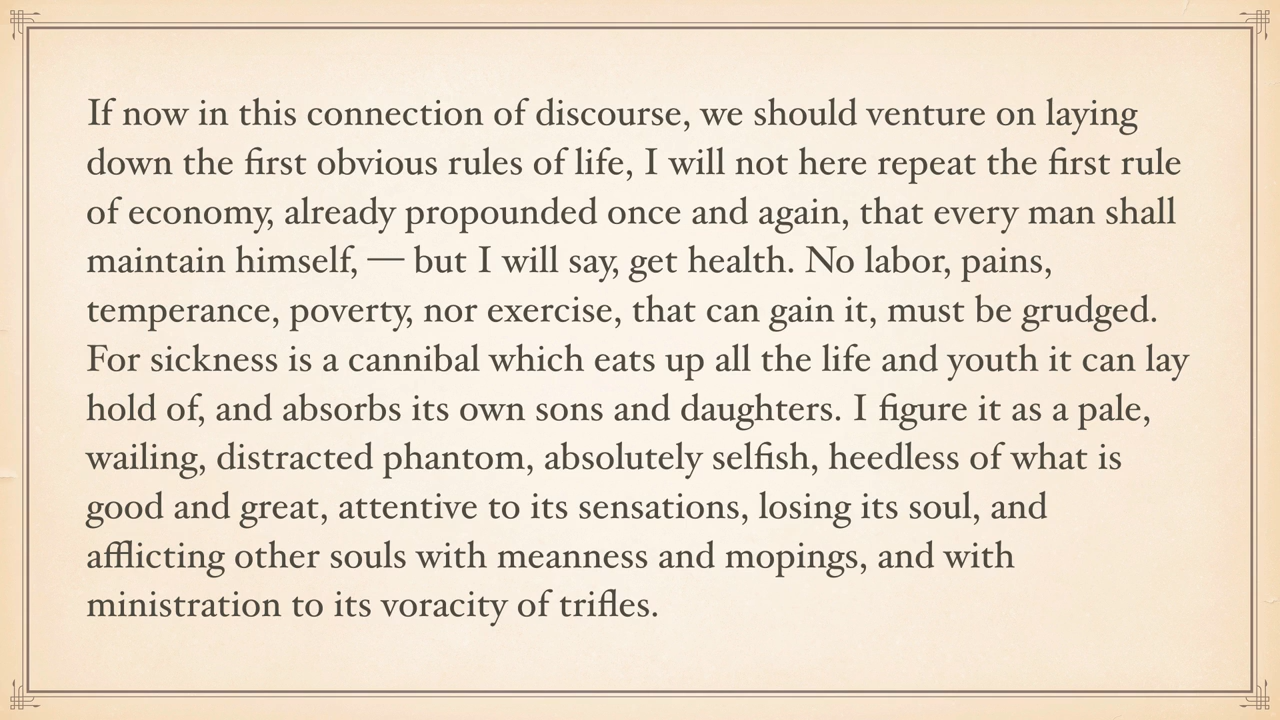 If now in this connection of discourse, we should venture on laying
down the first obvious rules of life, I will not here repeat the first rule
of economy, already propounded once and again, that every man shall
maintain himself, — but I will say, get health. No labor, pains,
temperance, poverty, nor exercise, that can gain it, must be grudged.
For sickness is a cannibal which eats up all the life and youth it can lay
hold of, and absorbs its own sons and daughters. I figure it as a pale,
wailing, distracted phantom, absolutely selfish, heedless of what is
good and great, attentive to its sensations, losing its soul, and
afflicting other souls with meanness and mopings, and with
ministration to its voracity of trifles.